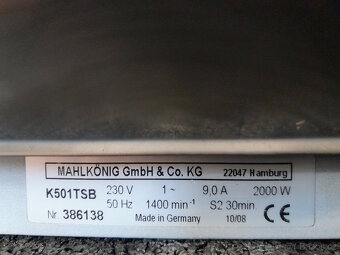 MAHLKÖNIG GmbH & Co. KG 22047 Hamburg
K501TSB 230 V 1~ 9,0 A 2000 W
50 Hz 1400 min⁻¹ S2 30min
Nr. 386138 Made in Germany 10/08 CE